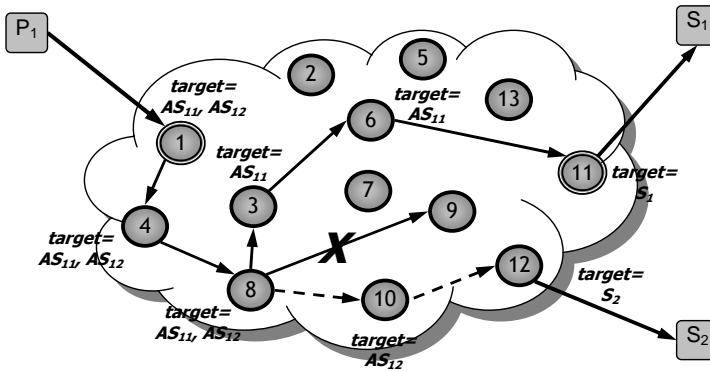 P1
S1
5
2
target=
AS11, AS12
target=
AS11
13
6
1
target=
AS11
11
target=
S1
7
3
9
4
target=
AS11, AS12
X
12
8
target=
S2
10
target=
AS11, AS12
target=
AS12
S2